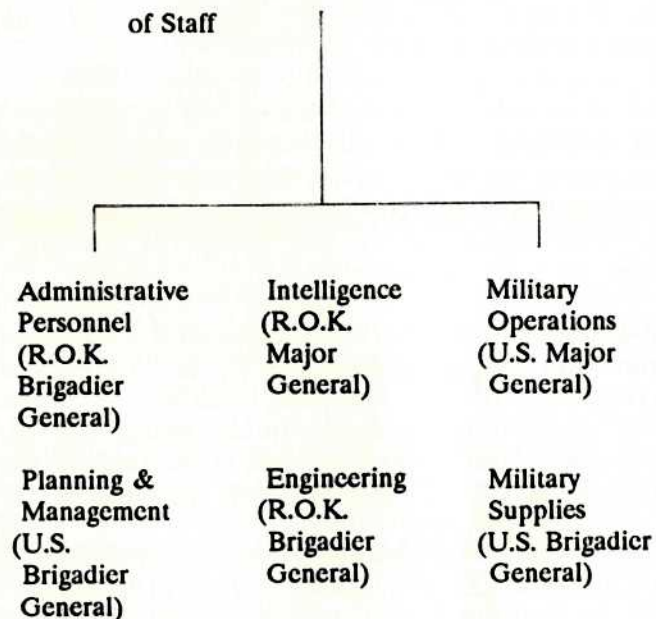 of Staff
Administrative
Personnel
(R.O.K.
Brigadier
General)
Intelligence
(R.O.K.
Major
General)
Military
Operations
(U.S. Major
General)
Planning &
Management
(U.S.
Brigadier
General)
Engineering
(R.O.K.
Brigadier
General)
Military
Supplies
(U.S. Brigadier
General)